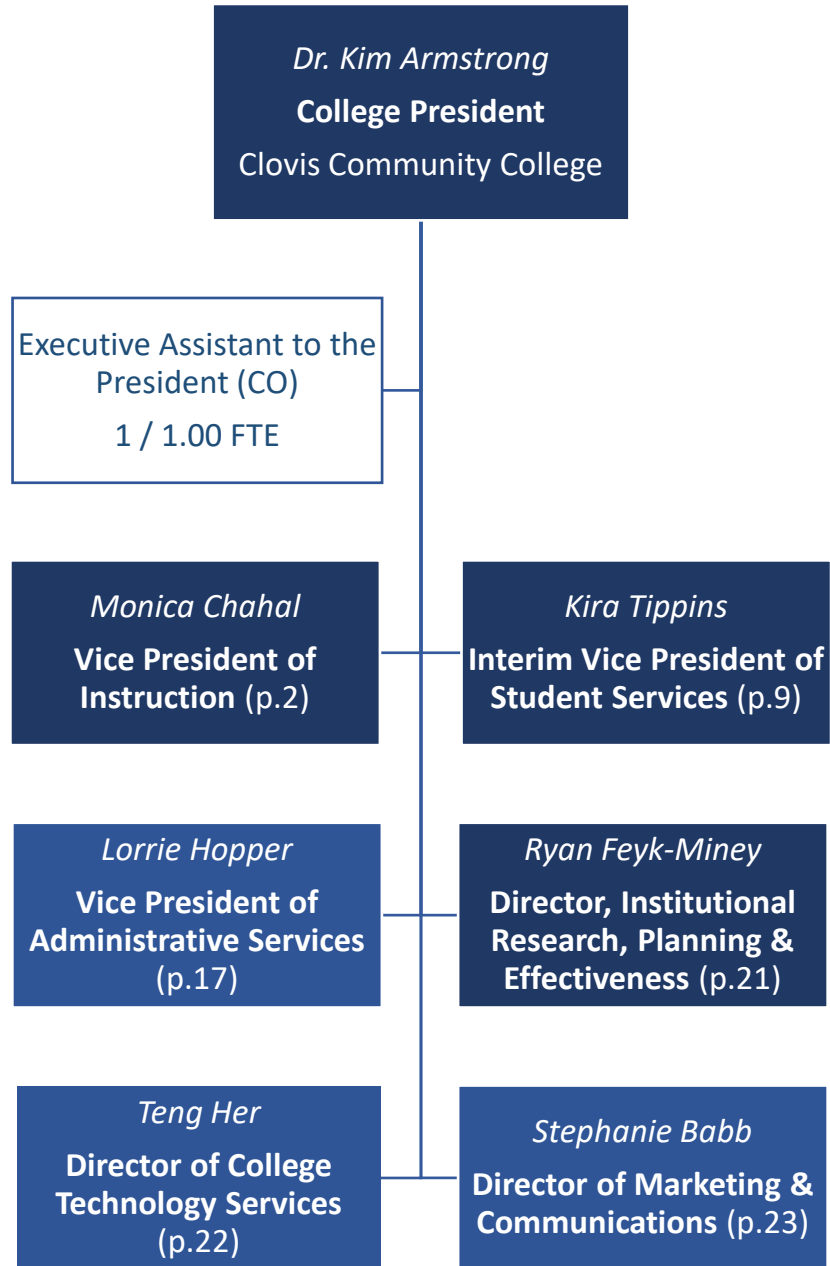 Dr. Kim Armstrong
College President
Clovis Community College
Executive Assistant to the
President (CO)
1 / 1.00 FTE
Monica Chahal
Vice President of
Instruction (p.2)
Kira Tippins
Interim Vice President of
Student Services (p.9)
Lorrie Hopper
Vice President of
Administrative Services
(p.17)
Ryan Feyk-Miney
Director, Institutional
Research, Planning &
Effectiveness (p.21)
Teng Her
Director of College
Technology Services
(p.22)
Stephanie Babb
Director of Marketing &
Communications (p.23)